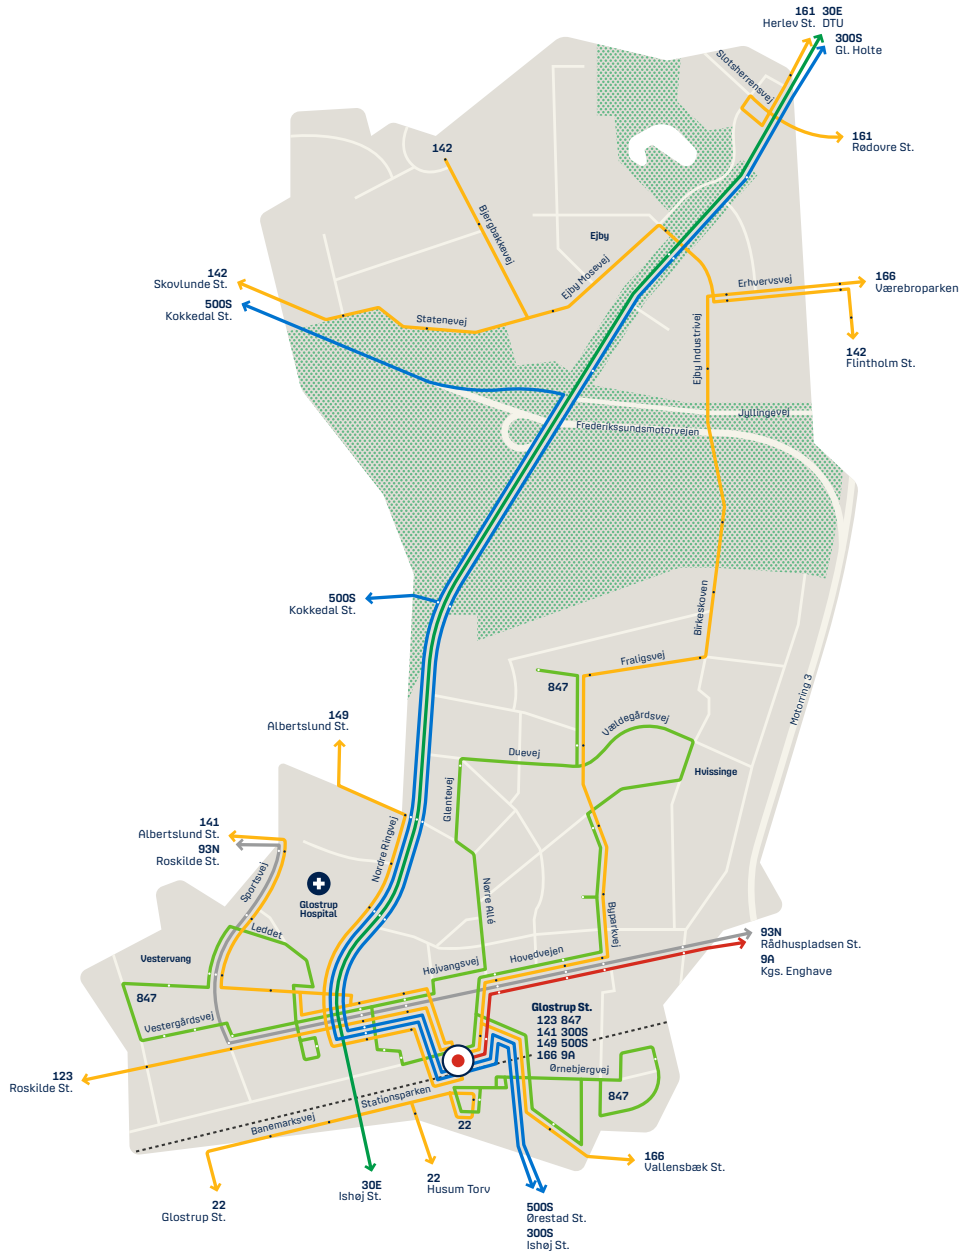 161 30E
Herlev St. DTU
300S
Gl. Holte
Slotsherrensvej
161
Rødovre St.
142
Bjergbakkevej
Ejby
142
Skovlunde St.
500S
Kokkedal St.
Ejby Mosevej
Statenevej
Erhvervsvej
166
Værebroparken
Ejby Industrivej
142
Flintholm St.
Jyllingevej
Frederikssundsmotorvejen
500S
Kokkedal St.
Birkeskoven
Fraligsvej
847
Motorring 3
149
Albertslund St.
Vældegårdsvej
Duevej
Hvissinge
Glentevej
141
Albertslund St.
93N
Roskilde St.
Nordre Ringvej
Sportsvej
Glostrup
Hospital
Nørre Allé
Byparkvej
Leddet
Vestervang
Højvangsvej
Hovedvejen
93N
Rådhuspladsen St.
9A
Kgs. Enghave
847
Vestergårdsvej
Glostrup St.
123 847
141 300S
149 500S
166 9A
Ørnebjergvej
123
Roskilde St.
Stationsparken
847
Banemarksvej
22
166
Vallensbæk St.
30E
Ishøj St.
22
Husum Torv
22
Glostrup St.
500S
Ørestad St.
300S
Ishøj St.